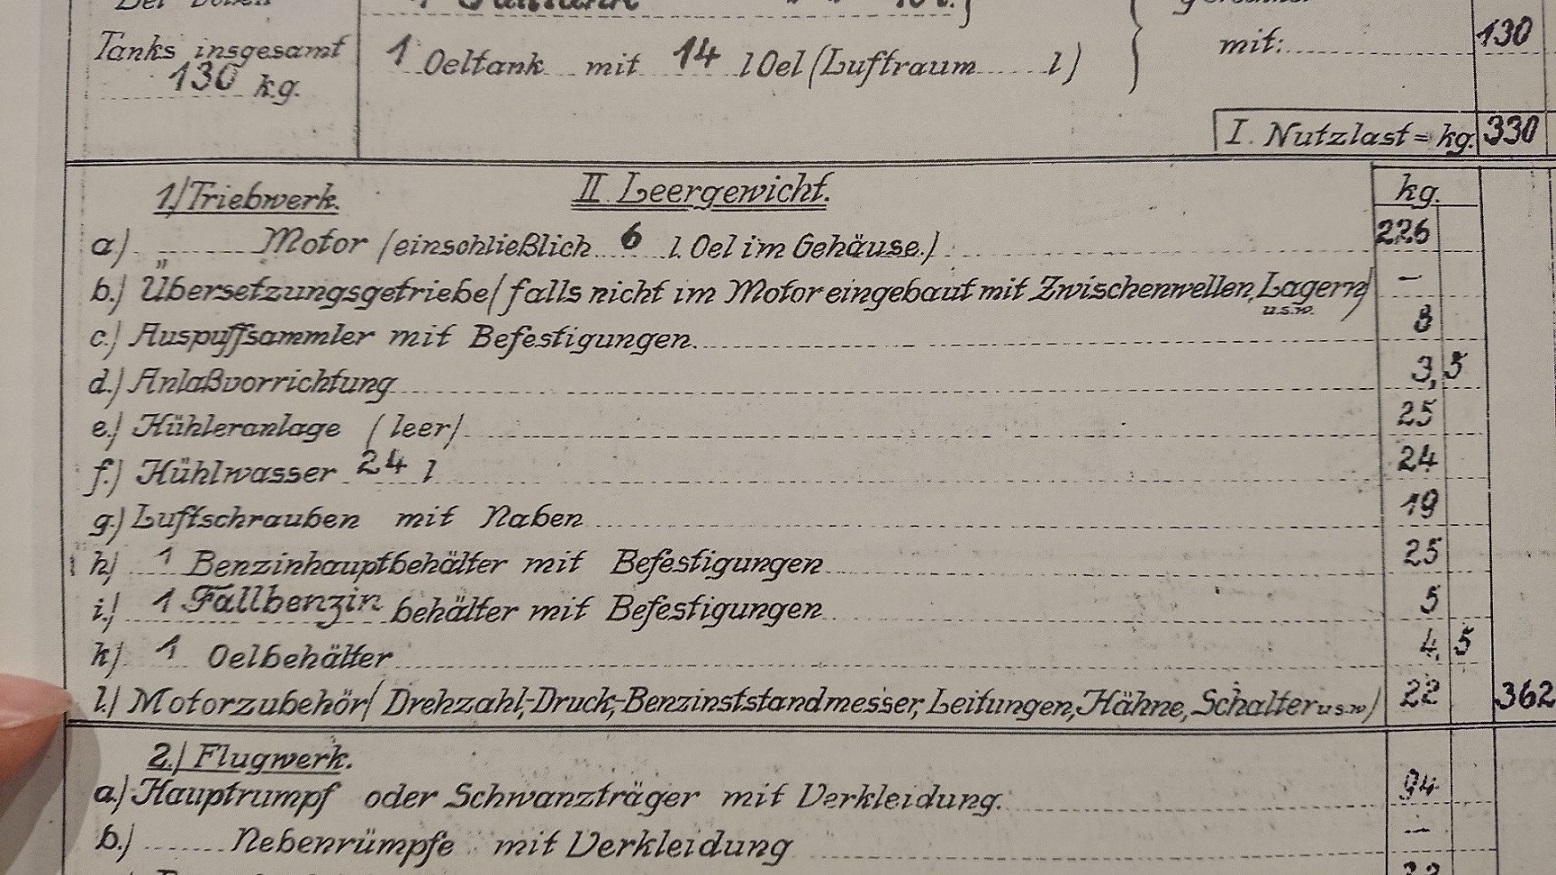 Tanks insgesamt
130 kg.
1 Oeltank mit 14 l Oel (Luftraum l)
mit: 130
I. Nutzlast = kg. 330
1./Triebwerk. II. Leergewicht. kg.
a.) „ Motor (einschließlich 6 l. Oel im Gehäuse.) 226
b.) Übersetzungsgetriebe (falls nicht im Motor eingebaut mit Zwischenwellen, Lagern u.s.w.) –
c.) Auspuffsammler mit Befestigungen. 8
d.) Anlaßvorrichtung 3,5
e.) Kühleranlage (leer) 25
f.) Kühlwasser 24 l 24
g.) Luftschrauben mit Naben 19
h) 1 Benzinhauptbehälter mit Befestigungen 25
i.) 1 Fallbenzin behälter mit Befestigungen 5
k) 1 Oelbehälter 4,5
l.) Motorzubehör (Drehzahl,-Druck,-Benzinststandmesser, Leitungen, Hähne, Schalter u.s.w) 22 362
2.) Flugwerk.
a.) Hauptrumpf oder Schwanzträger mit Verkleidung. 94
b.) Nebenrümpfe mit Verkleidung —